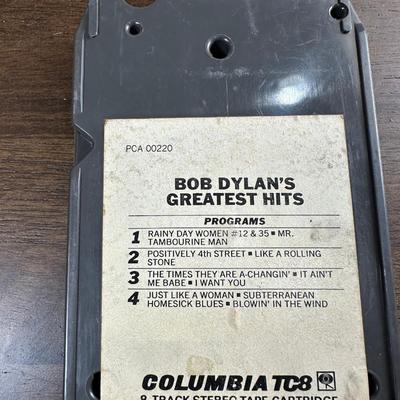 PCA 00220
BOB DYLAN'S
GREATEST HITS
PROGRAMS
1 RAINY DAY WOMEN #12 & 35 ■ MR.
TAMBOURINE MAN
2 POSITIVELY 4th STREET ■ LIKE A ROLLING
STONE
3 THE TIMES THEY ARE A-CHANGIN' ■ IT AIN'T
ME BABE ■ I WANT YOU
4 JUST LIKE A WOMAN ■ SUBTERRANEAN
HOMESICK BLUES ■ BLOWIN' IN THE WIND
COLUMBIA TC8
8-TRACK STEREO TAPE CARTRIDGE